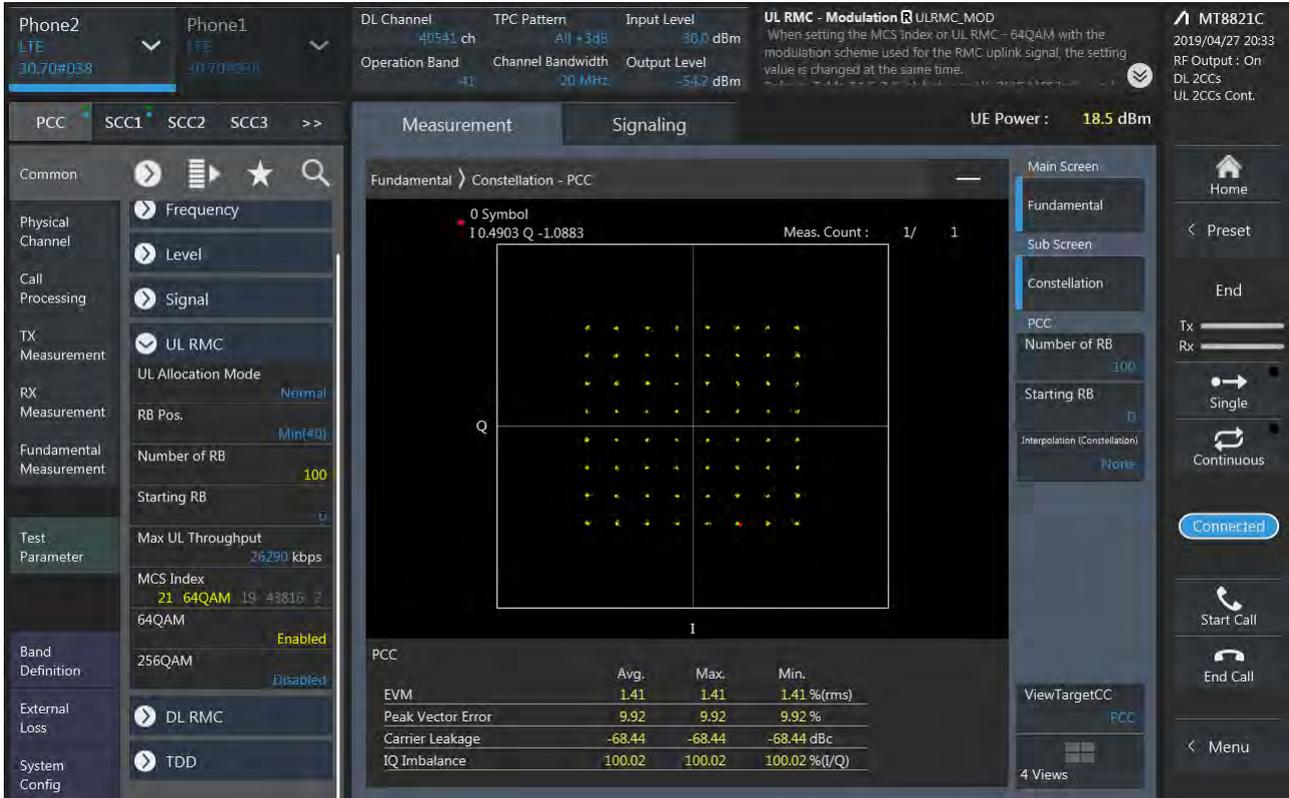 Phone2
LTE
30.70#038
Phone1
LTE
30.70#038
DL Channel
40541 ch
TPC Pattern
All +3dB
Input Level
30.0 dBm
Operation Band
41
Channel Bandwidth
20 MHz
Output Level
-54.2 dBm
UL RMC - Modulation R ULRMC_MOD
When setting the MCS Index or UL RMC - 64QAM with the
modulation scheme used for the RMC uplink signal, the setting
value is changed at the same time.
MT8821C
2019/04/27 20:33
RF Output : On
DL 2CCs
UL 2CCs Cont.
PCC SCC1 SCC2 SCC3 >>
Measurement
Signaling
UE Power : 18.5 dBm
Common
Physical
Channel
Call
Processing
TX
Measurement
RX
Measurement
Fundamental
Measurement
Test
Parameter
Band
Definition
External
Loss
System
Config
Frequency
Level
Signal
UL RMC
UL Allocation Mode
Normal
RB Pos.
Min(#0)
Number of RB
100
Starting RB
0
Max UL Throughput
26290 kbps
MCS Index
21 64QAM 19 43816 2
64QAM
Enabled
256QAM
Disabled
DL RMC
TDD
Fundamental > Constellation - PCC
0 Symbol
I 0.4903 Q -1.0883
Meas. Count : 1/ 1
Q
I
PCC
Avg. Max. Min.
EVM 1.41 1.41 1.41 %(rms)
Peak Vector Error 9.92 9.92 9.92 %
Carrier Leakage -68.44 -68.44 -68.44 dBc
IQ Imbalance 100.02 100.02 100.02 %(I/Q)
Main Screen
Fundamental
Sub Screen
Constellation
PCC
Number of RB
100
Starting RB
0
Interpolation (Constellation)
None
ViewTargetCC
PCC
4 Views
Home
< Preset
End
Tx
Rx
Single
Continuous
Connected
Start Call
End Call
< Menu